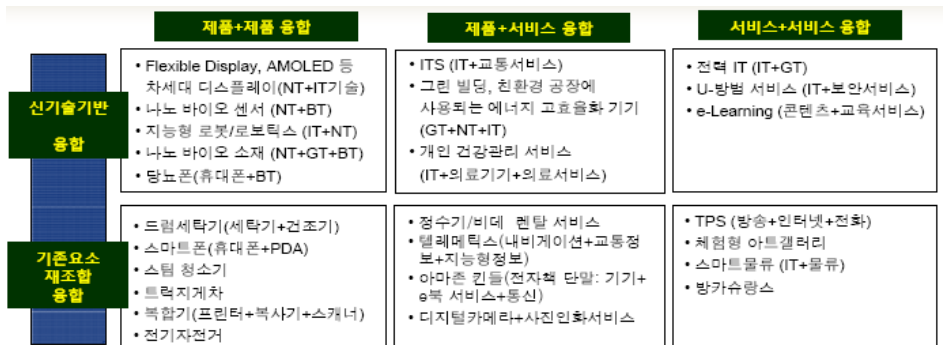 제품+제품 융합
제품+서비스 융합
서비스+서비스 융합
신기술기반
융합
• Flexible Display, AMOLED 등
차세대 디스플레이(NT+IT기술)
• 나노 바이오 센서 (NT+BT)
• 지능형 로봇/로보틱스 (IT+NT)
• 나노 바이오 소재 (NT+GT+BT)
• 당뇨폰(휴대폰+BT)
• ITS (IT+교통서비스)
• 그린 빌딩, 친환경 공장에
사용되는 에너지 고효율화 기기
(GT+NT+IT)
• 개인 건강관리 서비스
(IT+의료기기+의료서비스)
• 전력 IT (IT+GT)
• U-방범 서비스 (IT+보안서비스)
• e-Learning (콘텐츠+교육서비스)
기존요소
재조합
융합
• 드럼세탁기(세탁기+건조기)
• 스마트폰(휴대폰+PDA)
• 스팀 청소기
• 트럭지게차
• 복합기(프린터+복사기+스캐너)
• 전기자전거
• 정수기/비데 렌탈 서비스
• 텔레메틱스(내비게이션+교통정
보+지능형정보)
• 아마존 킨들(전자책 단말: 기기+
e북 서비스+통신)
• 디지털카메라+사진인화서비스
• TPS (방송+인터넷+전화)
• 체험형 아트갤러리
• 스마트물류 (IT+물류)
• 방카슈랑스